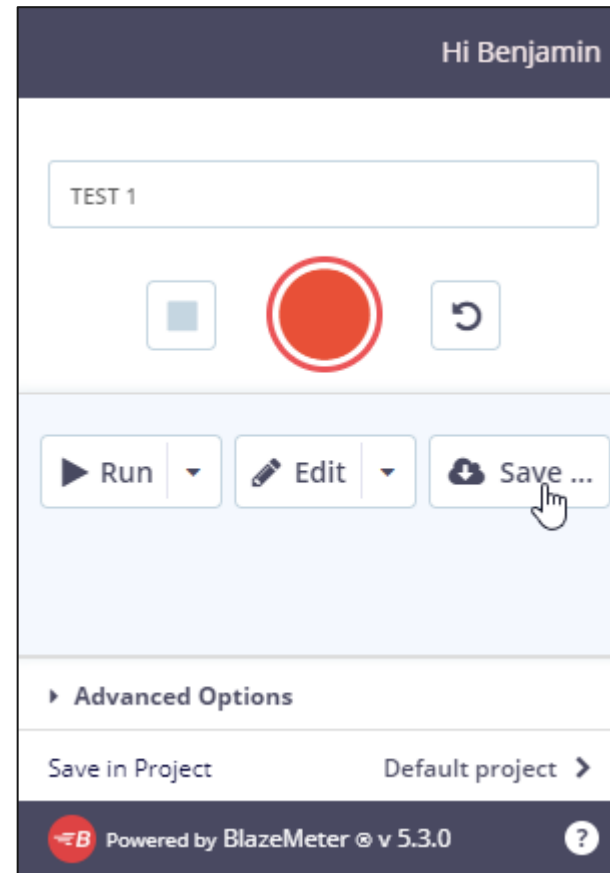 Hi Benjamin
TEST 1
Run Edit Save ...
Advanced Options
Save in Project Default project
B Powered by BlazeMeter ® v 5.3.0 ?